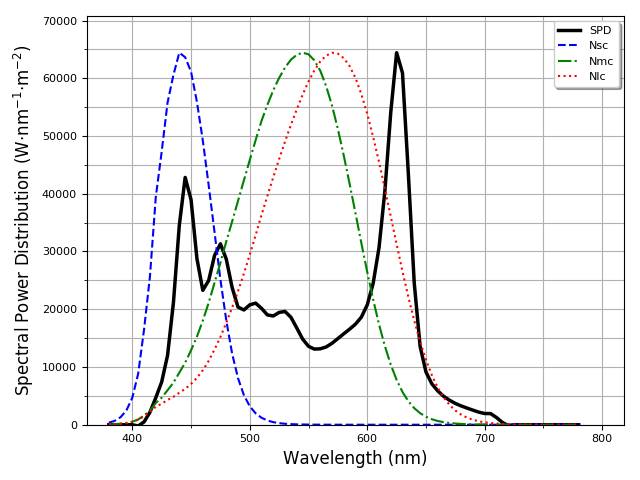 70000
60000
50000
40000
30000
20000
10000
0
Spectral Power Distribution (W·nm⁻¹·m⁻²)
400
500
600
700
800
Wavelength (nm)
SPD
Nsc
Nmc
Nlc